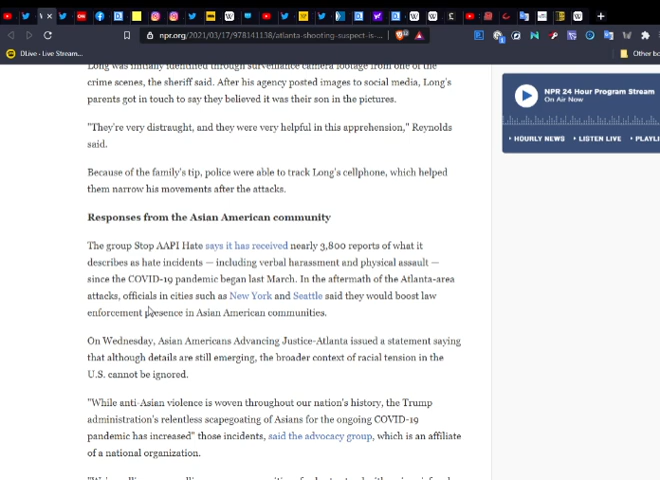 npr.org/2021/03/17/978141138/atlanta-shooting-suspect-is-...
DLive - Live Stream...
Other bo
Long was initially identified through surveillance camera footage from one of the
crime scenes, the sheriff said. After his agency posted images to social media, Long's
parents got in touch to say they believed it was their son in the pictures.
"They're very distraught, and they were very helpful in this apprehension," Reynolds
said.
Because of the family's tip, police were able to track Long's cellphone, which helped
them narrow his movements after the attacks.
Responses from the Asian American community
The group Stop AAPI Hate says it has received nearly 3,800 reports of what it
describes as hate incidents — including verbal harassment and physical assault —
since the COVID-19 pandemic began last March. In the aftermath of the Atlanta-area
attacks, officials in cities such as New York and Seattle said they would boost law
enforcement presence in Asian American communities.
On Wednesday, Asian Americans Advancing Justice-Atlanta issued a statement saying
that although details are still emerging, the broader context of racial tension in the
U.S. cannot be ignored.
"While anti-Asian violence is woven throughout our nation's history, the Trump
administration's relentless scapegoating of Asians for the ongoing COVID-19
pandemic has increased" those incidents, said the advocacy group, which is an affiliate
of a national organization.
NPR 24 Hour Program Stream
On Air Now
HOURLY NEWS
LISTEN LIVE
PLAYLI